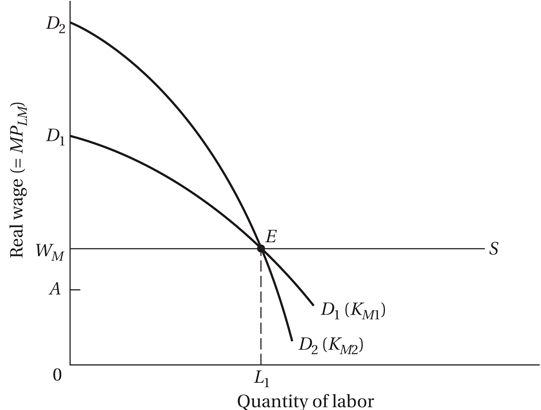 D2
D1
Real wage (= MPLM)
WM
A
E
S
D1 (KM1)
D2 (KM2)
0
L1
Quantity of labor